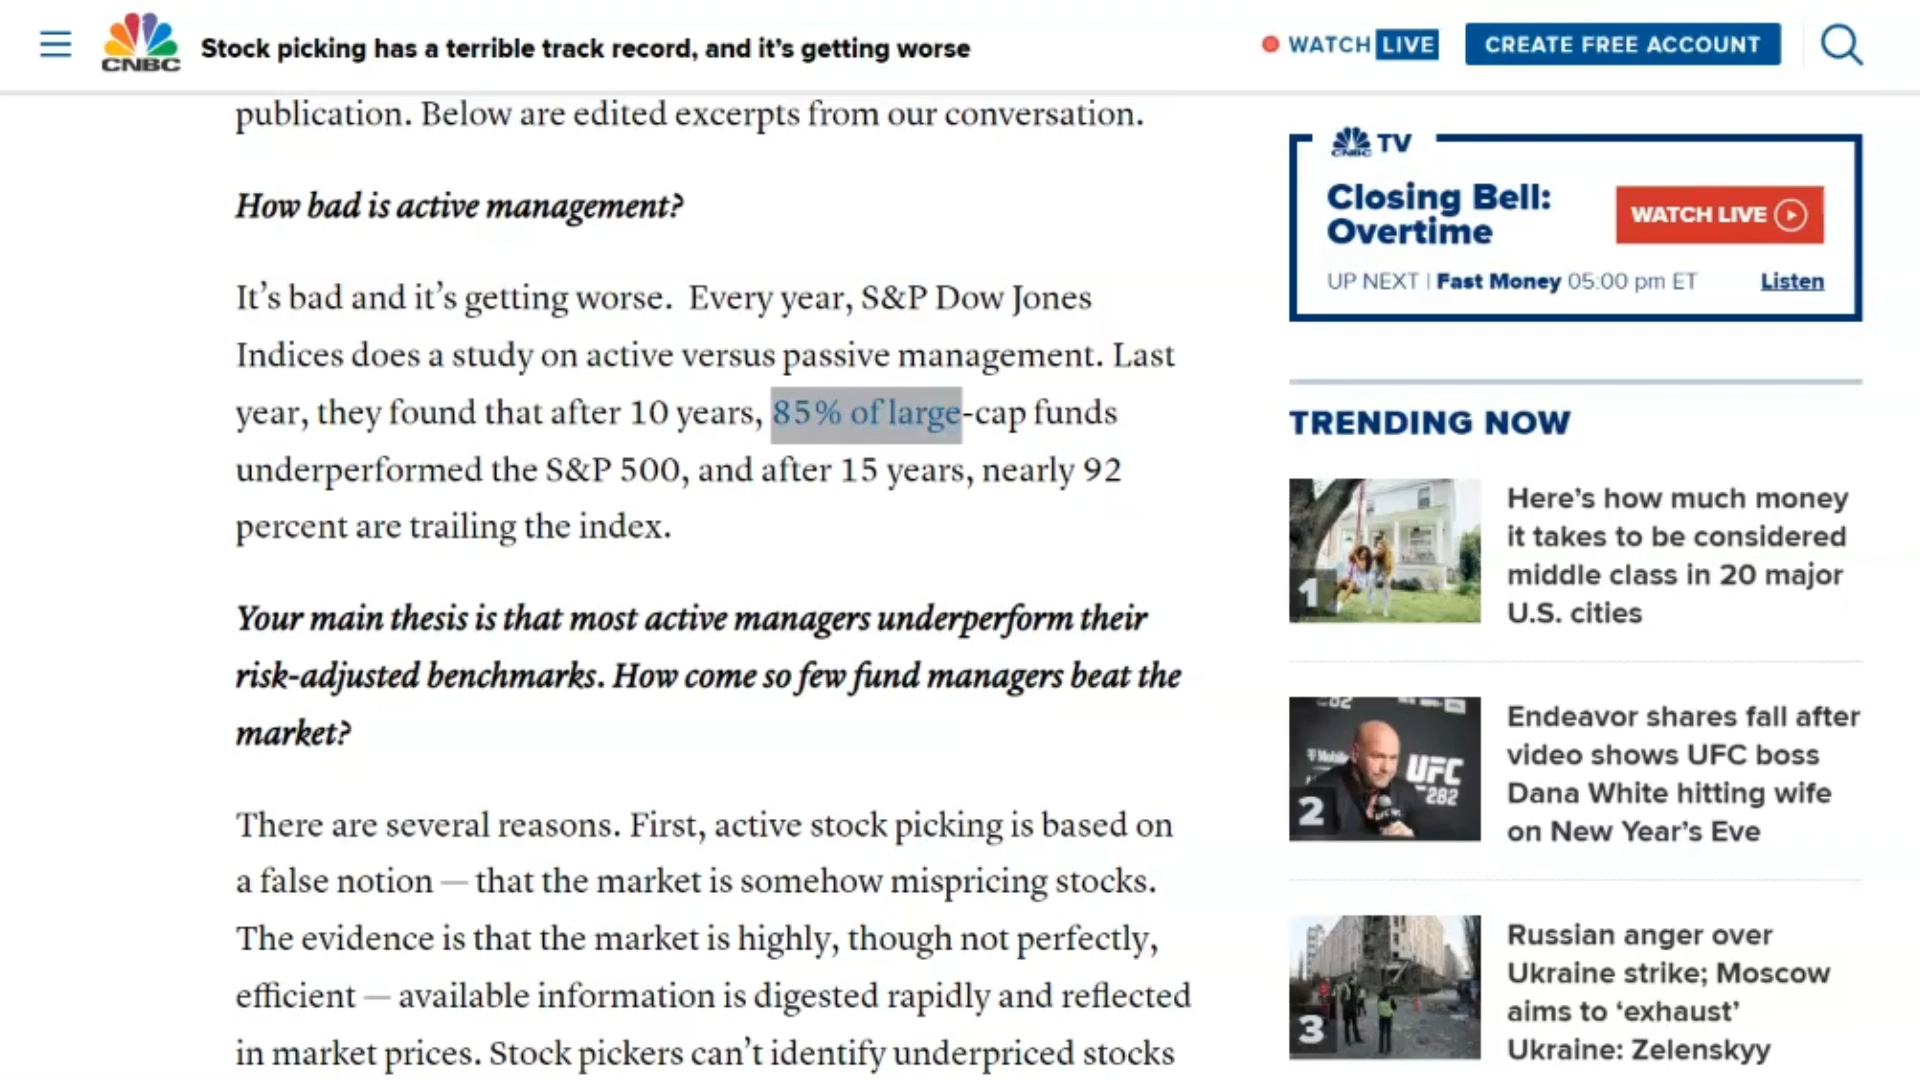 CNBC
Stock picking has a terrible track record, and it's getting worse
WATCH LIVE
CREATE FREE ACCOUNT
publication. Below are edited excerpts from our conversation.
How bad is active management?
It's bad and it's getting worse. Every year, S&P Dow Jones
Indices does a study on active versus passive management. Last
year, they found that after 10 years, 85% of large-cap funds
underperformed the S&P 500, and after 15 years, nearly 92
percent are trailing the index.
Your main thesis is that most active managers underperform their
risk-adjusted benchmarks. How come so few fund managers beat the
market?
There are several reasons. First, active stock picking is based on
a false notion — that the market is somehow mispricing stocks.
The evidence is that the market is highly, though not perfectly,
efficient — available information is digested rapidly and reflected
in market prices. Stock pickers can't identify underpriced stocks
CNBC TV
Closing Bell:
Overtime
WATCH LIVE
UP NEXT | Fast Money 05:00 pm ET
Listen
TRENDING NOW
1
Here's how much money
it takes to be considered
middle class in 20 major
U.S. cities
UFC
282
2
Endeavor shares fall after
video shows UFC boss
Dana White hitting wife
on New Year's Eve
3
Russian anger over
Ukraine strike; Moscow
aims to 'exhaust'
Ukraine: Zelenskyy